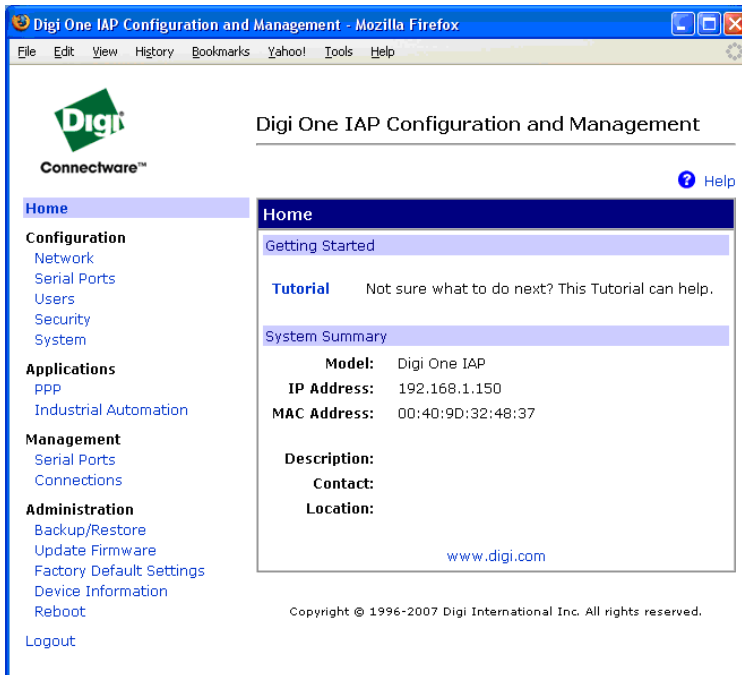 Digi One IAP Configuration and Management - Mozilla Firefox
File Edit View History Bookmarks Yahoo! Tools Help
Digi
Connectware™
Digi One IAP Configuration and Management
? Help
Home
Configuration
Network
Serial Ports
Users
Security
System
Applications
PPP
Industrial Automation
Management
Serial Ports
Connections
Administration
Backup/Restore
Update Firmware
Factory Default Settings
Device Information
Reboot
Logout
Home
Getting Started
Tutorial Not sure what to do next? This Tutorial can help.
System Summary
Model: Digi One IAP
IP Address: 192.168.1.150
MAC Address: 00:40:9D:32:48:37
Description:
Contact:
Location:
www.digi.com
Copyright © 1996-2007 Digi International Inc. All rights reserved.